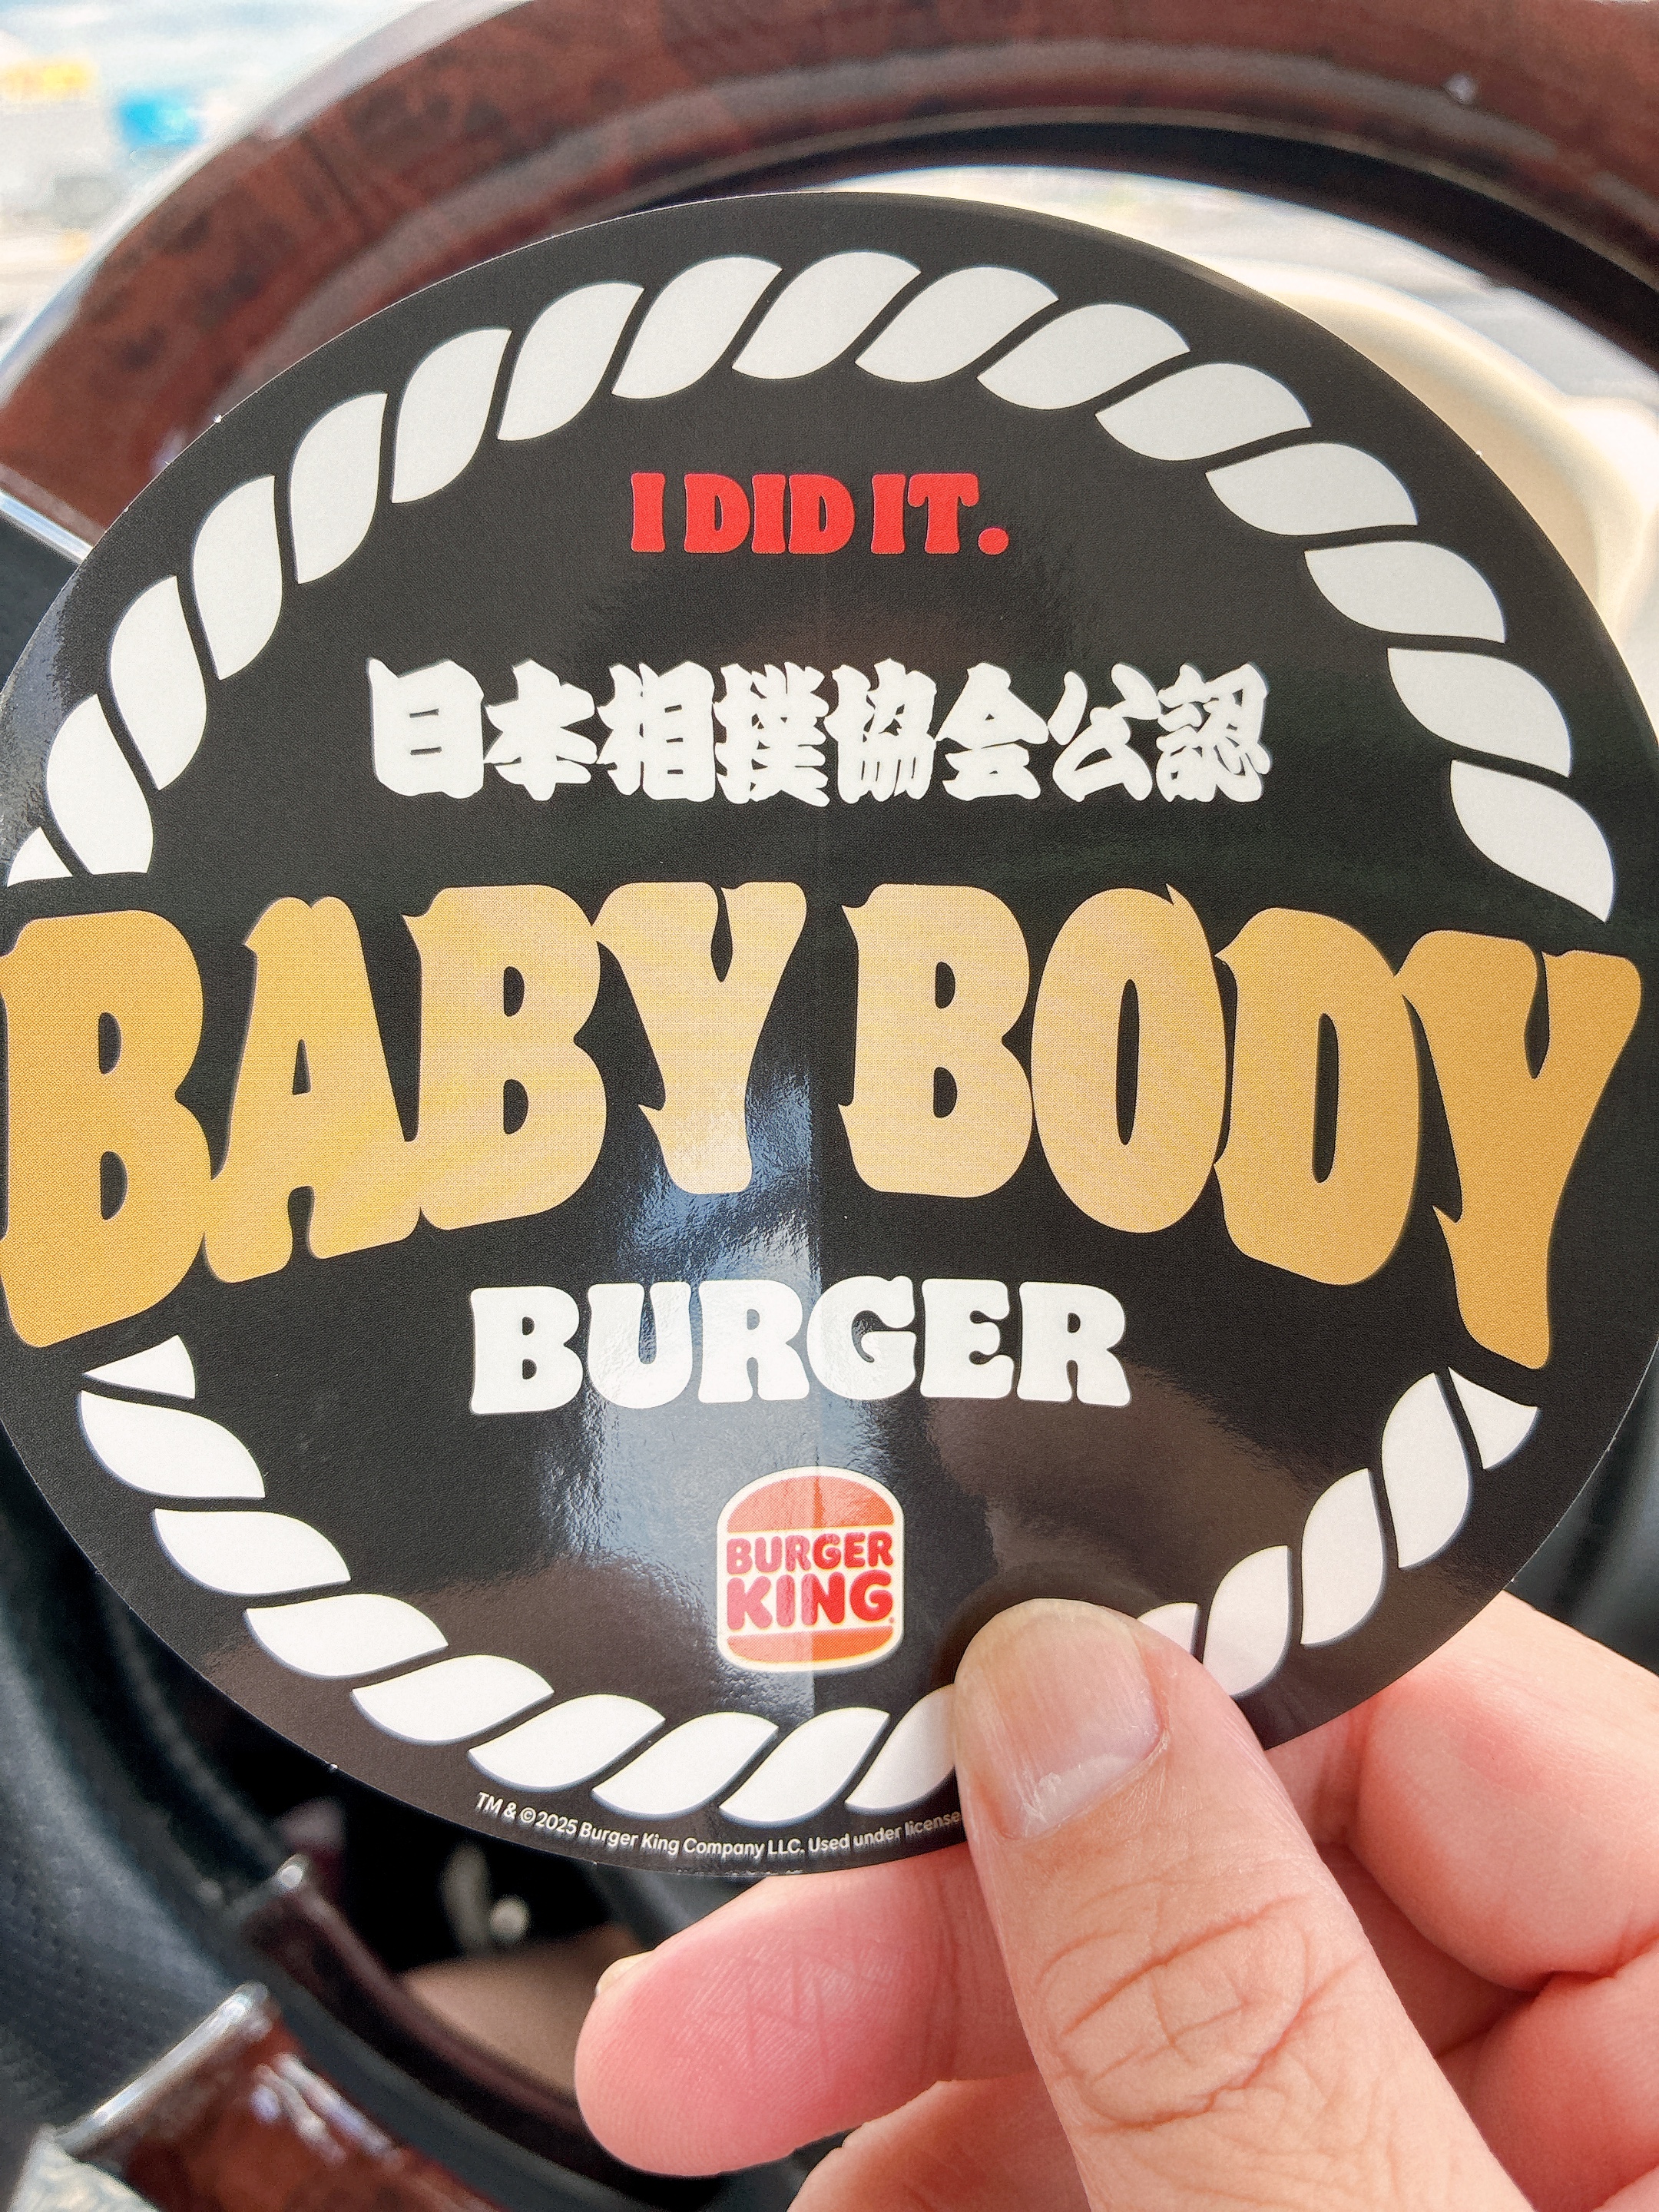 I DID IT.
日本相撲協会公認
BABY BODY
BURGER
BURGER
KING
TM & ©2025 Burger King Company LLC. Used under license